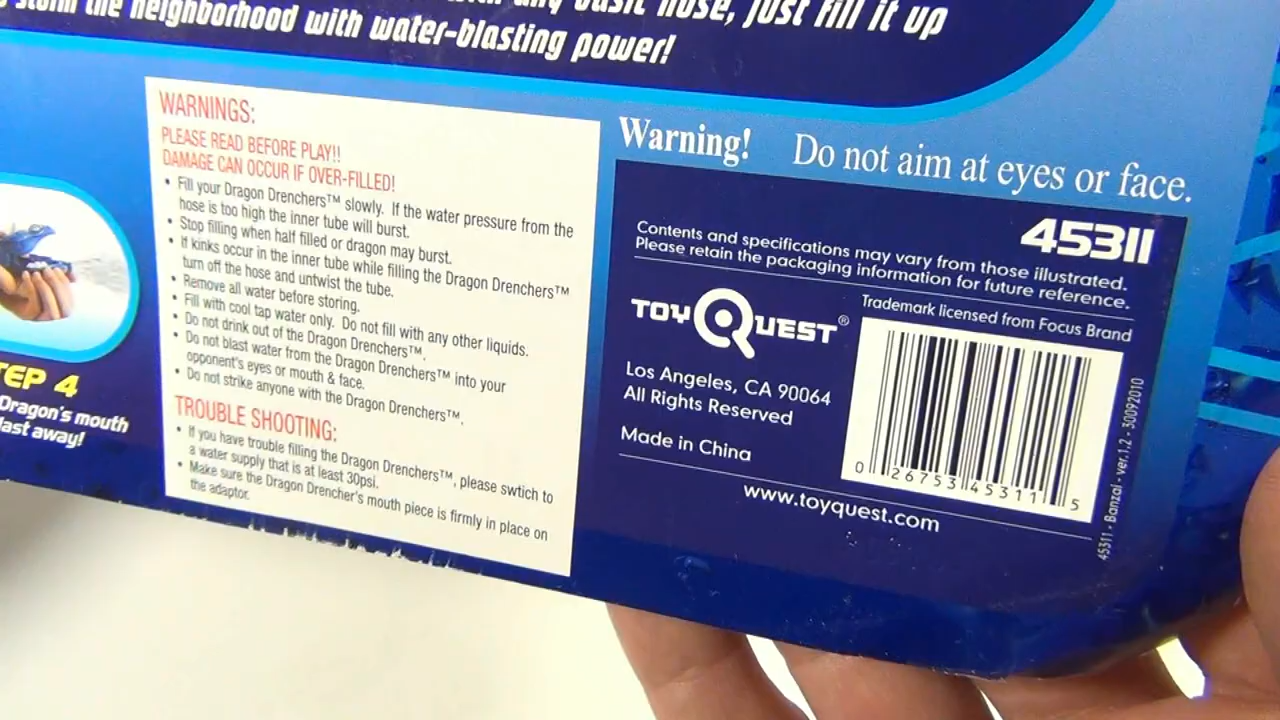 any basic hose, just fill it up
the neighborhood with water-blasting power!
WARNINGS:
PLEASE READ BEFORE PLAY!!
DAMAGE CAN OCCUR IF OVER-FILLED!
• Fill your Dragon Drenchers™ slowly. If the water pressure from the
hose is too high the inner tube will burst.
• Stop filling when half filled or dragon may burst.
• If kinks occur in the inner tube while filling the Dragon Drenchers™
turn off the hose and untwist the tube.
• Remove all water before storing.
• Fill with cool tap water only. Do not fill with any other liquids.
• Do not drink out of the Dragon Drenchers™.
• Do not blast water from the Dragon Drenchers™ into your
opponent's eyes or mouth & face.
• Do not strike anyone with the Dragon Drenchers™.
TROUBLE SHOOTING:
• If you have trouble filling the Dragon Drenchers™, please swtich to
a water supply that is at least 30psi.
• Make sure the Dragon Drencher's mouth piece is firmly in place on
the adaptor.
TEP 4
Dragon's mouth
last away!
Warning! Do not aim at eyes or face.
45311
Contents and specifications may vary from those illustrated.
Please retain the packaging information for future reference.
TOYQUEST®
Trademark licensed from Focus Brand
Los Angeles, CA 90064
All Rights Reserved
Made in China
0 26753 45311 5
www.toyquest.com
45311 - Banzai - ver.1.2 - 30092010